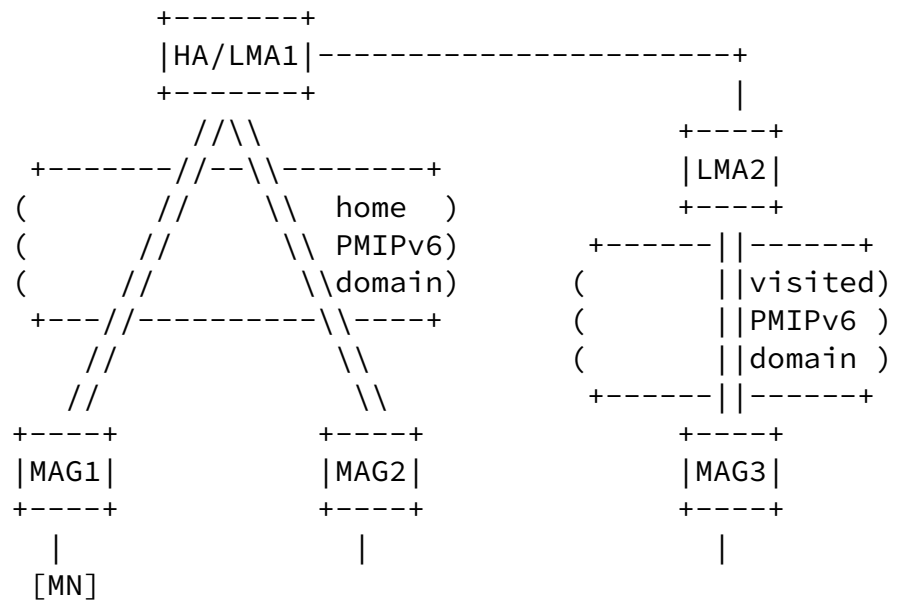 HA/LMA1
LMA2
home
PMIPv6
domain
visited
PMIPv6
domain
MAG1 MAG2 MAG3
[MN]